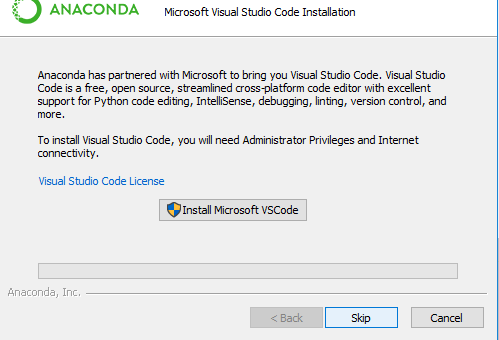 ANACONDA
Microsoft Visual Studio Code Installation
Anaconda has partnered with Microsoft to bring you Visual Studio Code. Visual Studio
Code is a free, open source, streamlined cross-platform code editor with excellent
support for Python code editing, IntelliSense, debugging, linting, version control, and
more.
To install Visual Studio Code, you will need Administrator Privileges and Internet
connectivity.
Visual Studio Code License
Install Microsoft VSCode
Anaconda, Inc.
< Back
Skip
Cancel